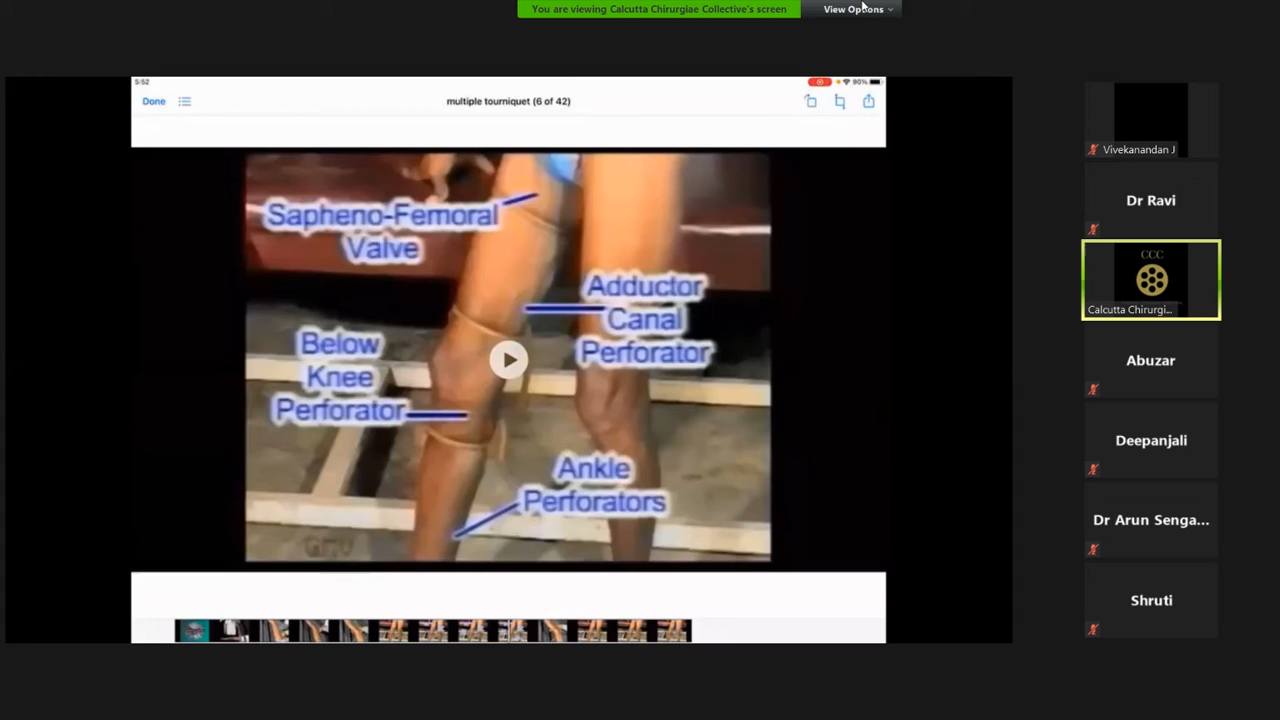 You are viewing Calcutta Chirurgiae Collective's screen
View Options
5:52
90%
Done
multiple tourniquet (6 of 42)
Sapheno-Femoral
Valve
Adductor
Canal
Perforator
Below
Knee
Perforator
Ankle
Perforators
Vivekanandan J
Dr Ravi
CCC
Calcutta Chirurgi...
Abuzar
Deepanjali
Dr Arun Senga...
Shruti